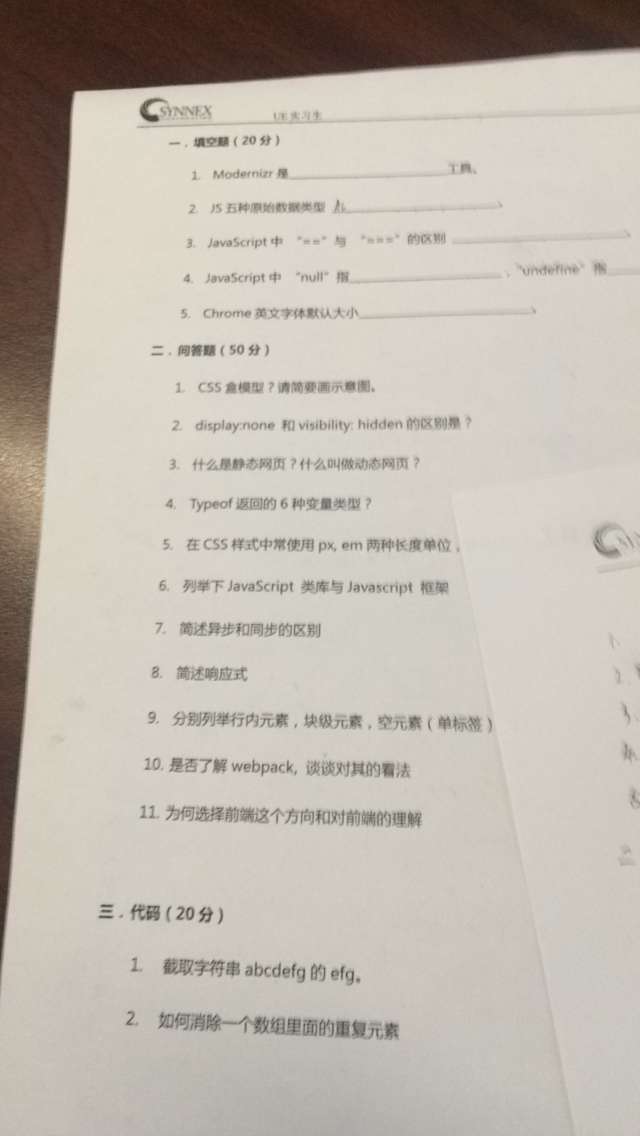 SYNNEX UE实习生
一．填空题（20 分）
1. Modernizr 是____________工具。
2. JS 五种原始数据类型 ____________、
3. JavaScript 中 “==” 与 “===” 的区别 ____________、
4. JavaScript 中 “null” 指____________，“undefine” 指____
5. Chrome 英文字体默认大小____________、
二．问答题（50 分）
1. CSS 盒模型？请简要画示意图。
2. display:none 和 visibility: hidden 的区别是？
3. 什么是静态网页？什么叫做动态网页？
4. Typeof 返回的 6 种变量类型？
5. 在 CSS 样式中常使用 px, em 两种长度单位，
6. 列举下 JavaScript 类库与 Javascript 框架
7. 简述异步和同步的区别
8. 简述响应式
9. 分别列举行内元素，块级元素，空元素（单标签）
10. 是否了解 webpack, 谈谈对其的看法
11. 为何选择前端这个方向和对前端的理解
三．代码（20 分）
1. 截取字符串 abcdefg 的 efg。
2. 如何消除一个数组里面的重复元素